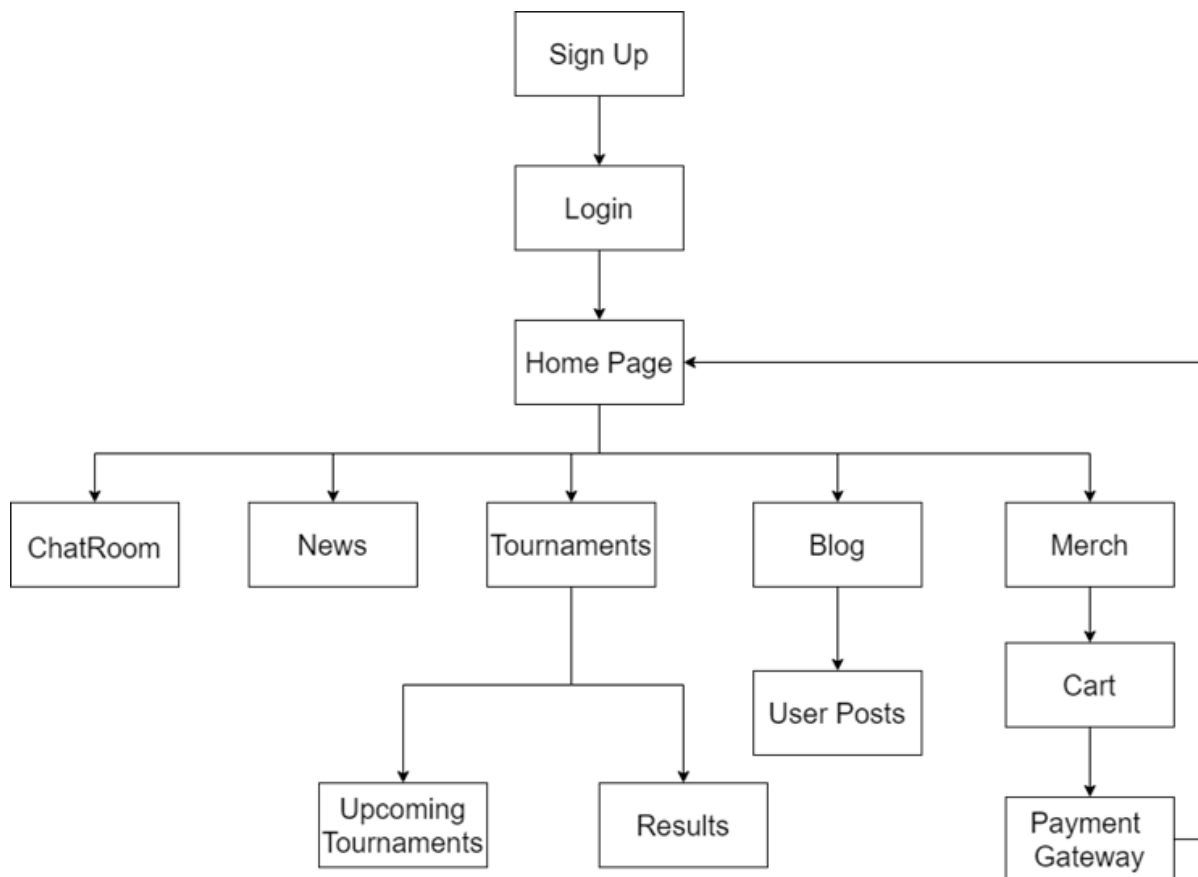 Sign Up
Login
Home Page
ChatRoom
News
Tournaments
Blog
Merch
User Posts
Cart
Upcoming
Tournaments
Results
Payment
Gateway